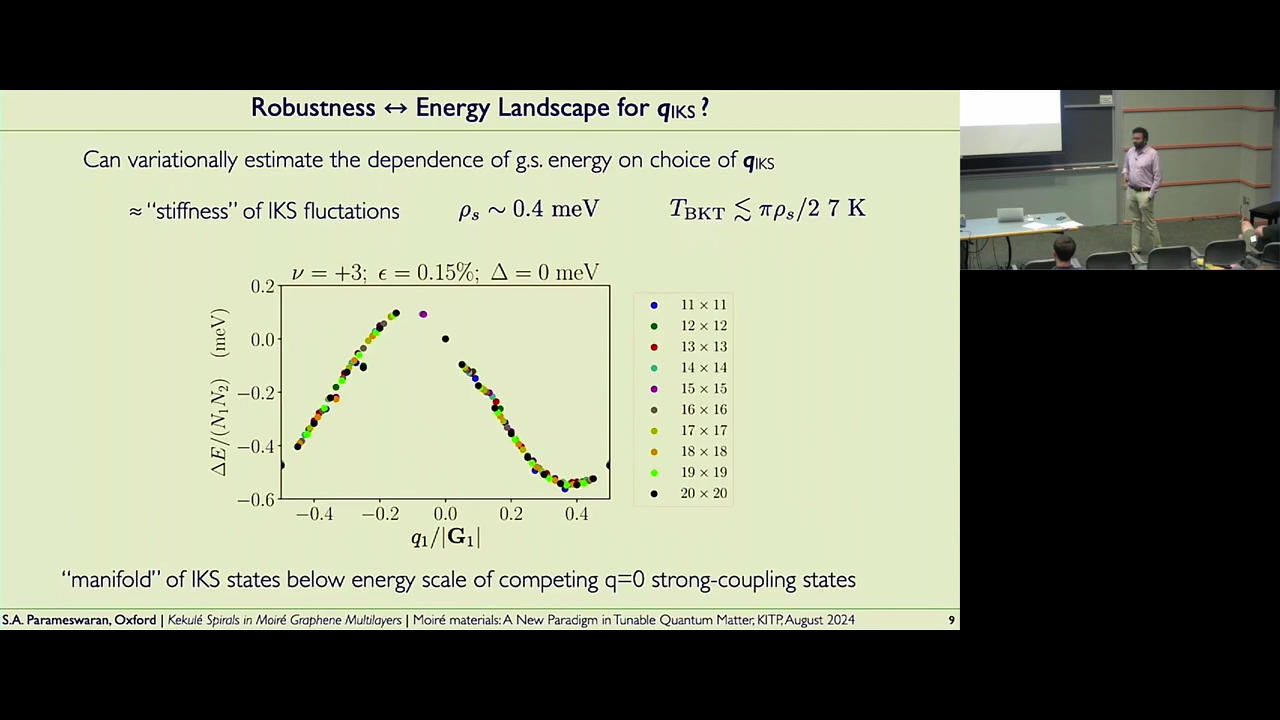 Robustness ↔ Energy Landscape for qIKS ?
Can variationally estimate the dependence of g.s. energy on choice of qIKS
≈ “stiffness” of IKS fluctations
ρs ∼ 0.4 meV
TBKT ≲ πρs/2 7 K
ν = +3; ϵ = 0.15%; Δ = 0 meV
ΔE/(N1N2) (meV)
0.2
0.0
−0.2
−0.4
−0.6
−0.4 −0.2 0.0 0.2 0.4
q1/|G1|
11 × 11
12 × 12
13 × 13
14 × 14
15 × 15
16 × 16
17 × 17
18 × 18
19 × 19
20 × 20
“manifold” of IKS states below energy scale of competing q=0 strong-coupling states
S.A. Parameswaran, Oxford | Kekulé Spirals in Moiré Graphene Multilayers | Moiré materials: A New Paradigm in Tunable Quantum Matter, KITP, August 2024 9